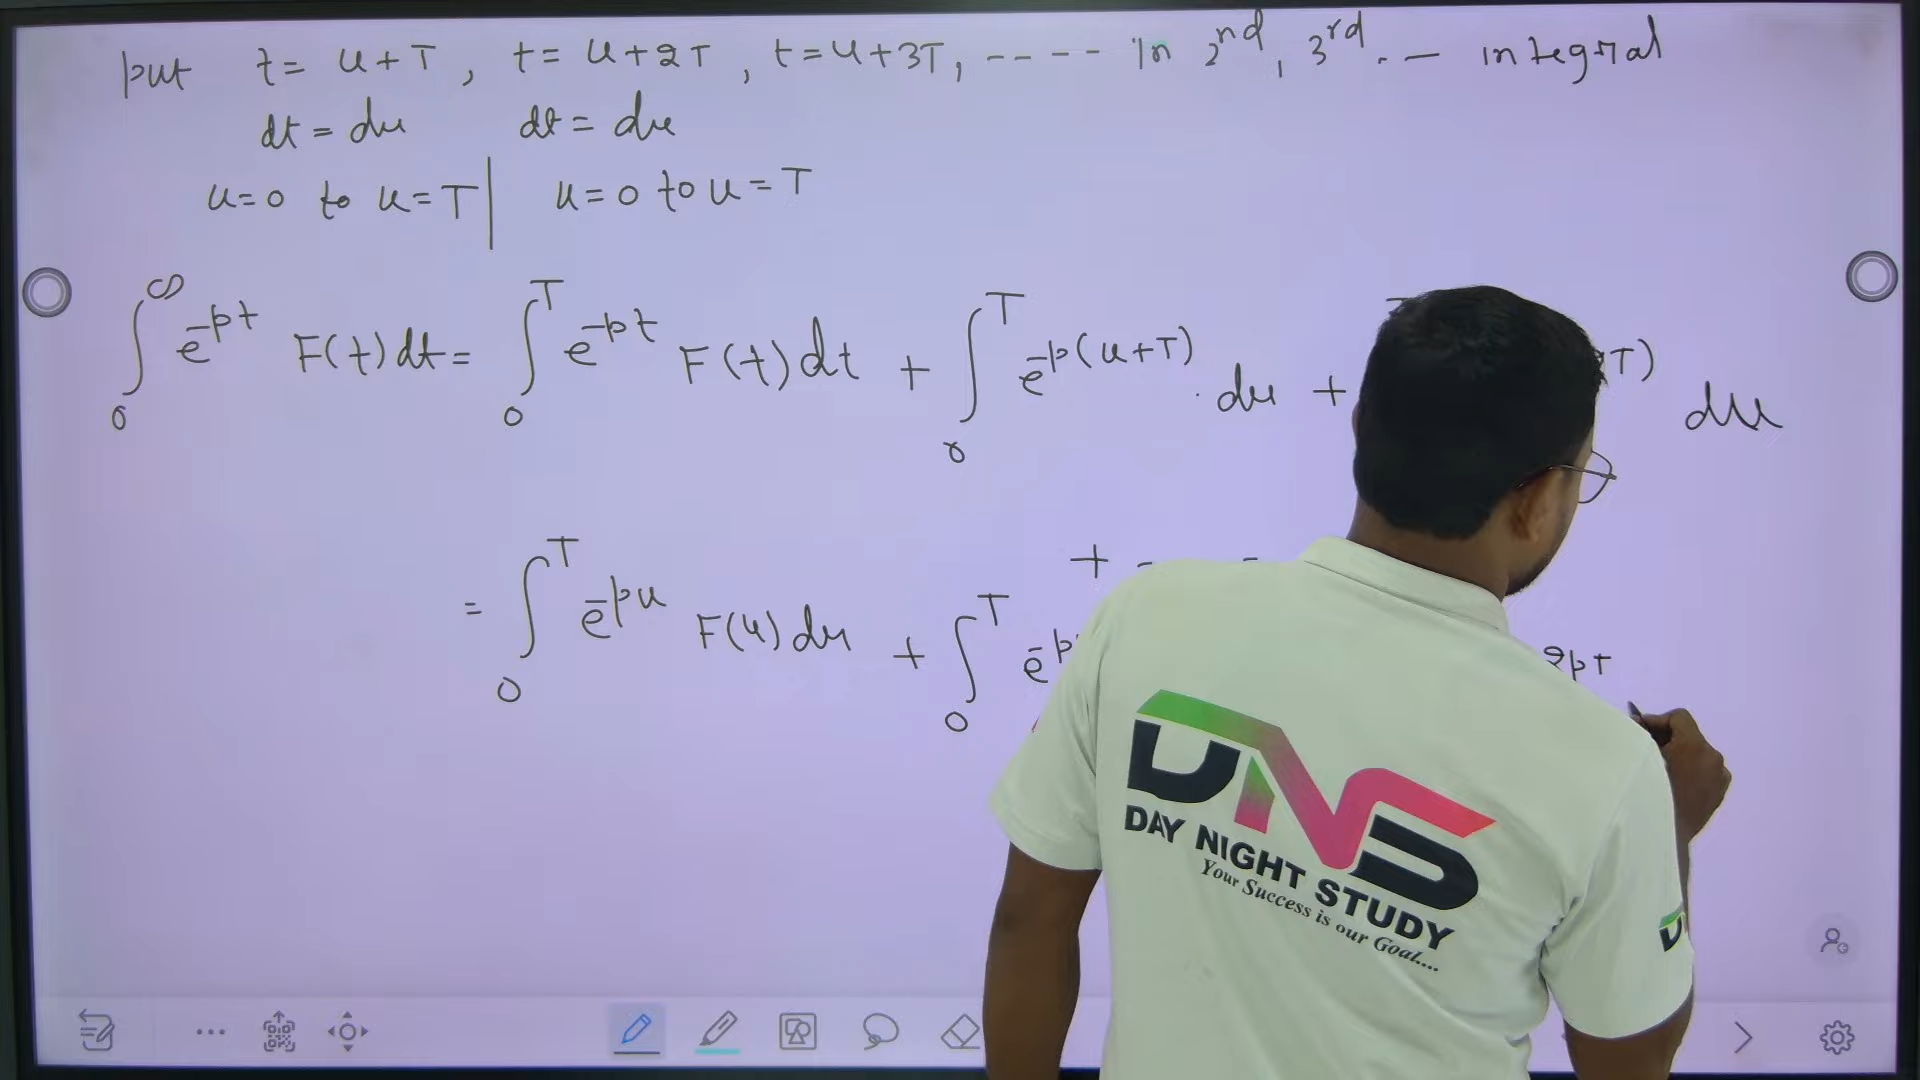 put t = u+T, t = u+2T, t = u+3T, ---- in 2nd, 3rd .- integral
dt = du dt = du
u=0 to u=T | u=0 to u=T
∫₀^∞ e^{-pt} F(t)dt = ∫₀^T e^{-pt} F(t)dt + ∫₀^T e^{-p(u+T)} . du + T) du
+ - -
= ∫₀^T e^{-pu} F(u)du + ∫₀^T e^{-p 2pT
DNS
DAY NIGHT STUDY
Your Success is our Goal....